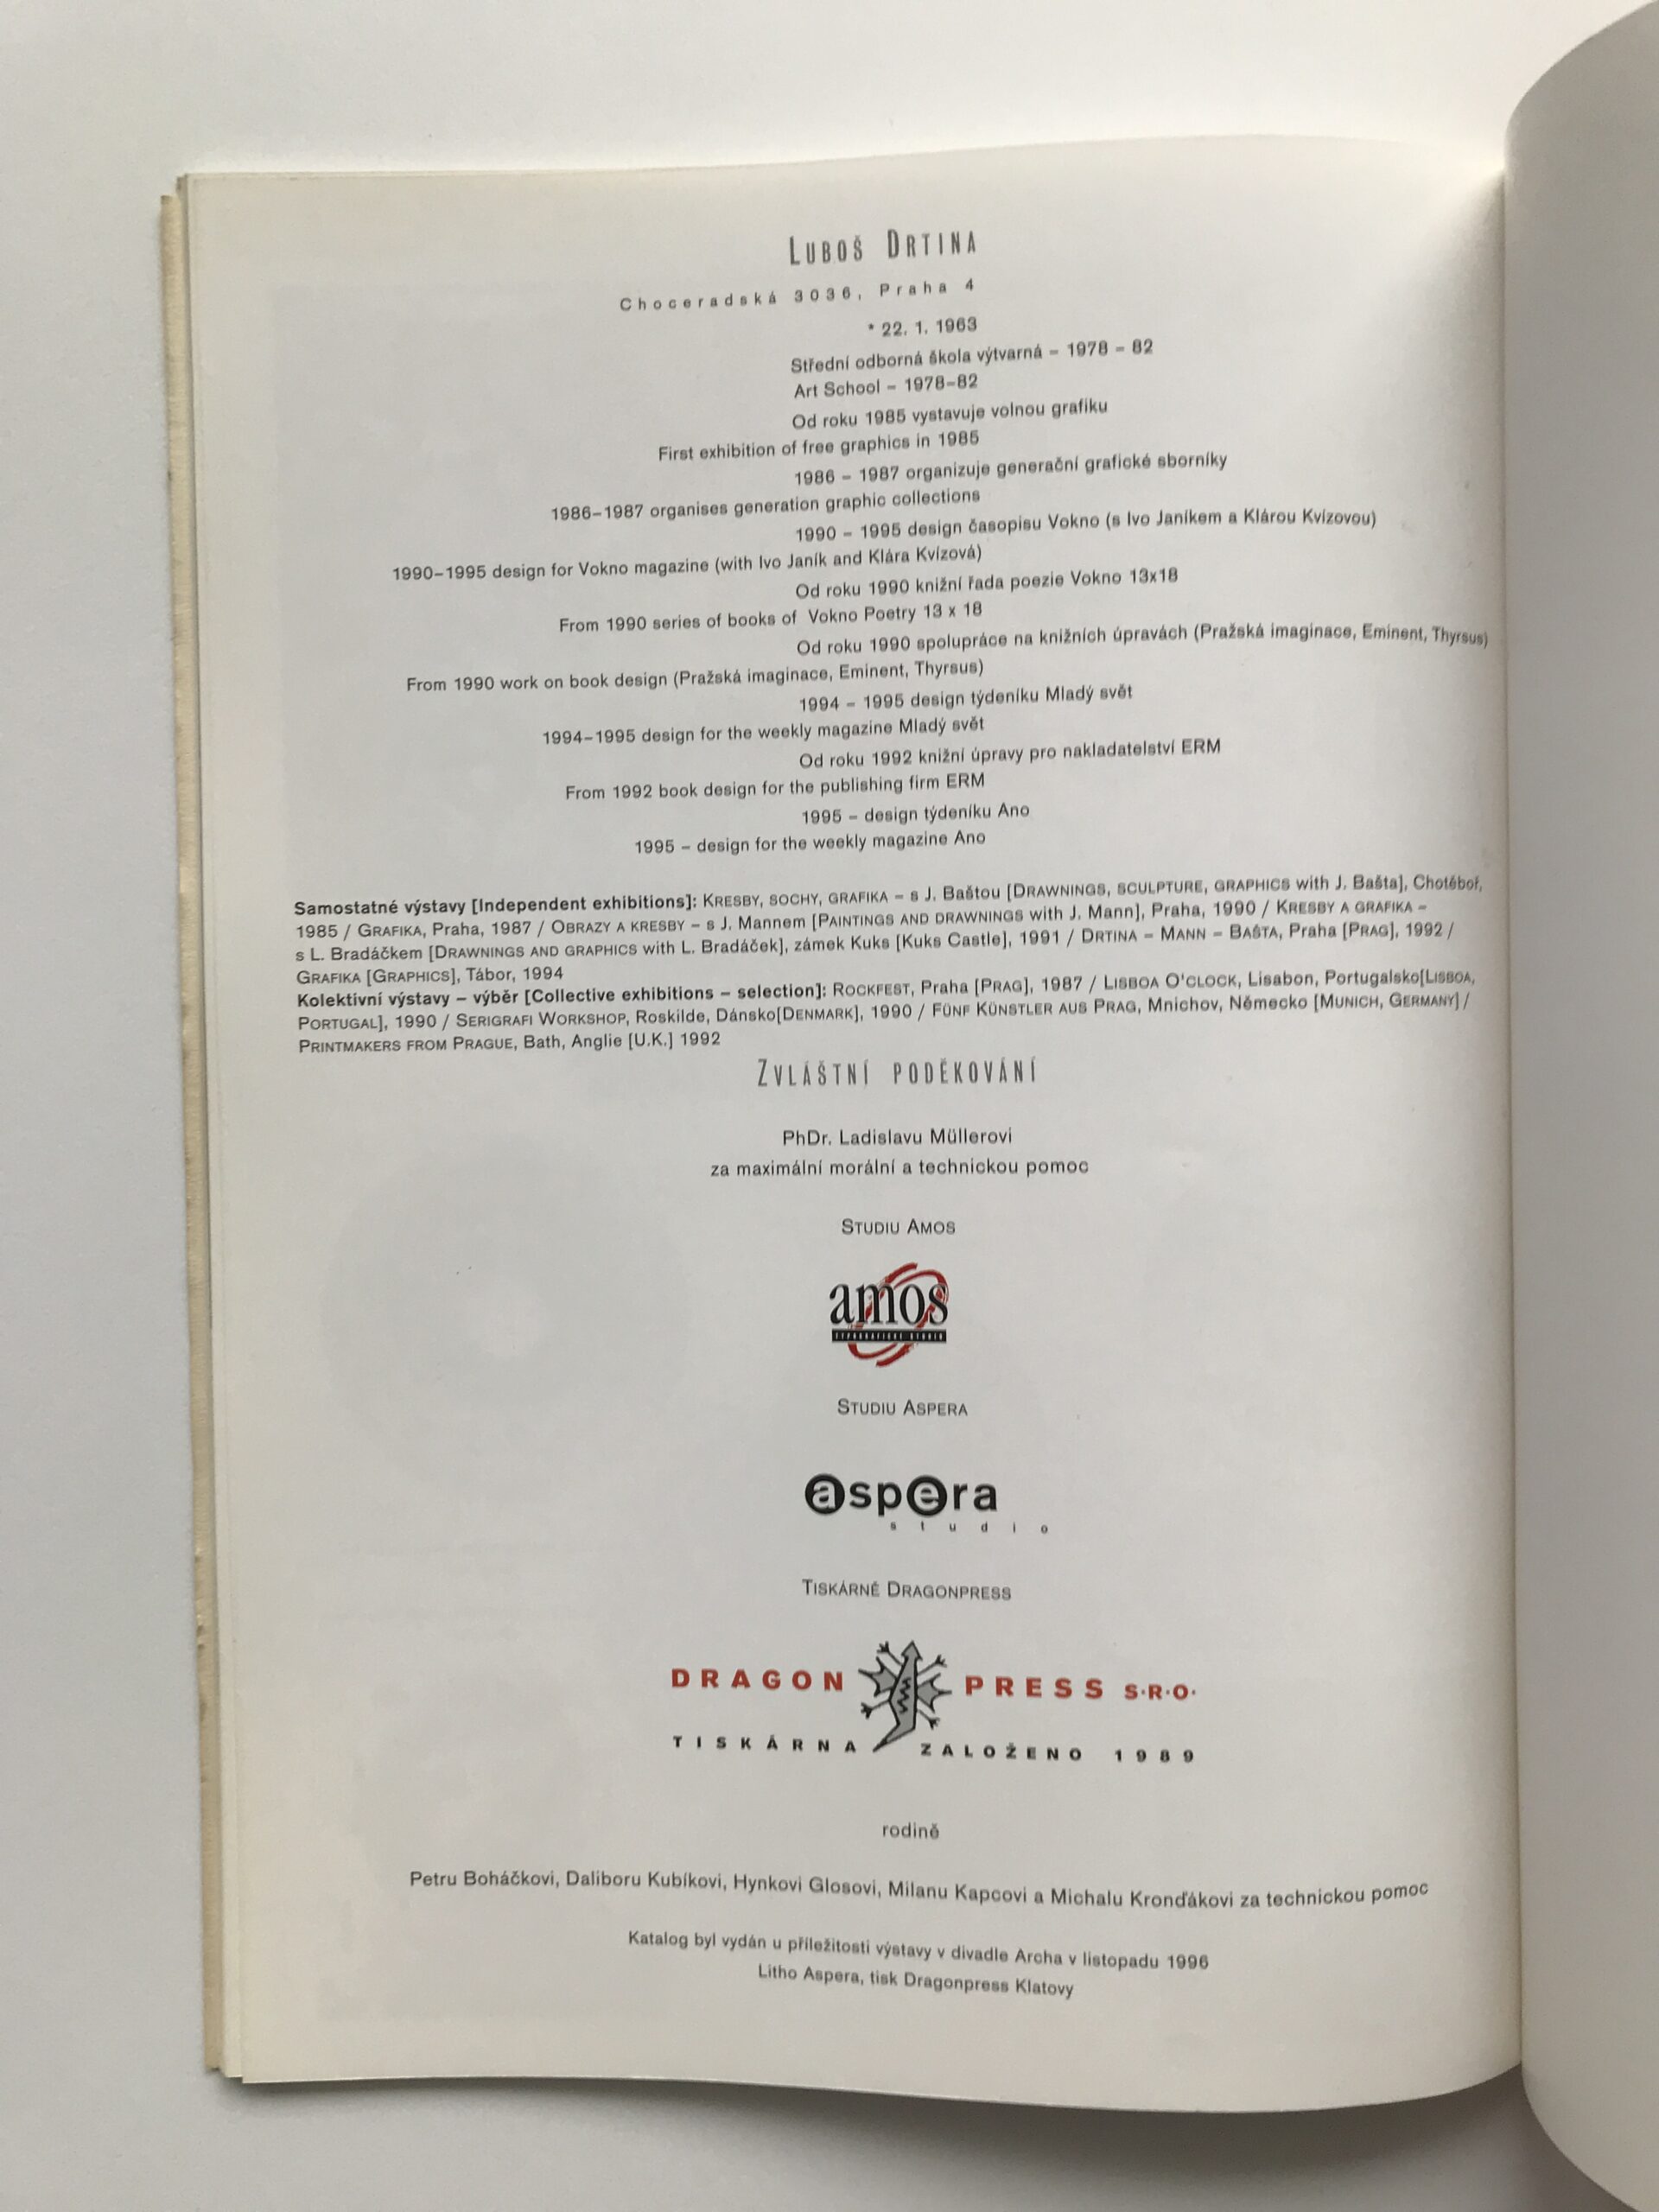 LUBOŠ DRTINA
Choceradská 3036, Praha 4
* 22. 1. 1963
Střední odborná škola výtvarná – 1978 – 82
Art School – 1978–82
Od roku 1985 vystavuje volnou grafiku
First exhibition of free graphics in 1985
1986 – 1987 organizuje generační grafické sborníky
1986–1987 organises generation graphic collections
1990 – 1995 design časopisu Vokno (s Ivo Janíkem a Klárou Kvízovou)
1990–1995 design for Vokno magazine (with Ivo Janík and Klára Kvízová)
Od roku 1990 knižní řada poezie Vokno 13x18
From 1990 series of books of Vokno Poetry 13 x 18
Od roku 1990 spolupráce na knižních úpravách (Pražská imaginace, Eminent, Thyrsus)
From 1990 work on book design (Pražská imaginace, Eminent, Thyrsus)
1994 – 1995 design týdeníku Mladý svět
1994–1995 design for the weekly magazine Mladý svět
Od roku 1992 knižní úpravy pro nakladatelství ERM
From 1992 book design for the publishing firm ERM
1995 – design týdeníku Ano
1995 – design for the weekly magazine Ano
Samostatné výstavy [Independent exhibitions]: KRESBY, SOCHY, GRAFIKA – s J. Baštou [DRAWNINGS, SCULPTURE, GRAPHICS with J. Bašta], Chotěboř,
1985 / GRAFIKA, Praha, 1987 / OBRAZY A KRESBY – s J. Mannem [PAINTINGS AND DRAWNINGS with J. Mann], Praha, 1990 / KRESBY A GRAFIKA –
s L. Bradáčkem [DRAWNINGS AND GRAPHICS with L. Bradáček], zámek Kuks [Kuks Castle], 1991 / DRTINA – MANN – BAŠTA, Praha [PRAG], 1992 /
GRAFIKA [GRAPHICS], Tábor, 1994
Kolektivní výstavy – výběr [Collective exhibitions – selection]: ROCKFEST, Praha [PRAG], 1987 / LISBOA O'CLOCK, Lisabon, Portugalsko[LISBOA,
PORTUGAL], 1990 / SERIGRAFI WORKSHOP, Roskilde, Dánsko[DENMARK], 1990 / FÜNF KÜNSTLER AUS PRAG, Mnichov, Německo [MUNICH, GERMANY] /
PRINTMAKERS FROM PRAGUE, Bath, Anglie [U.K.] 1992
ZVLÁŠTNÍ PODĚKOVÁNÍ
PhDr. Ladislavu Müllerovi
za maximální morální a technickou pomoc
STUDIU AMOS
amos
TYPOGRAFICKÉ STUDIO
STUDIU ASPERA
aspera
studio
TISKÁRNĚ DRAGONPRESS
DRAGON PRESS S.R.O.
TISKÁRNA ZALOŽENO 1989
rodině
Petru Boháčkovi, Daliboru Kubíkovi, Hynkovi Glosovi, Milanu Kapcovi a Michalu Kronďákovi za technickou pomoc
Katalog byl vydán u příležitosti výstavy v divadle Archa v listopadu 1996
Litho Aspera, tisk Dragonpress Klatovy